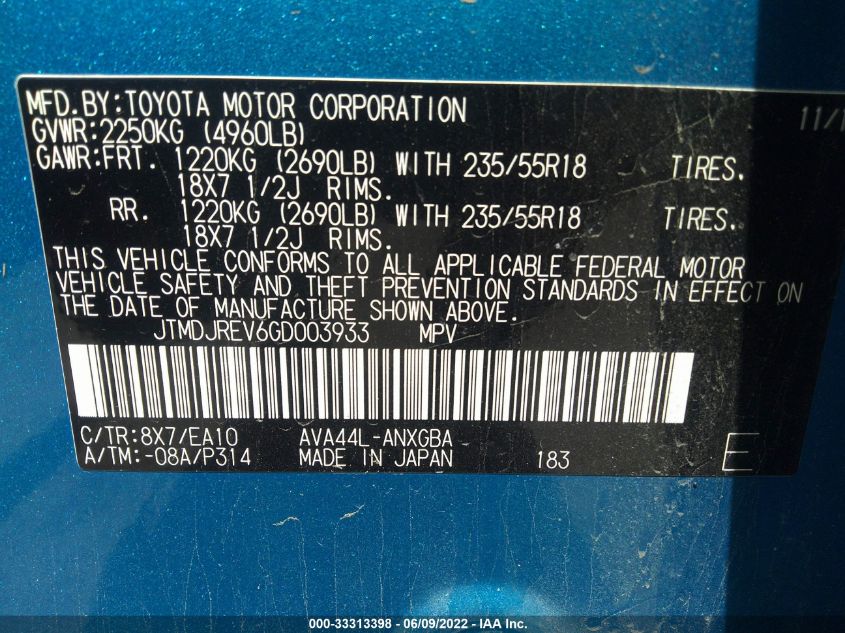 MFD.BY:TOYOTA MOTOR CORPORATION 11/1
GVWR:2250KG (4960LB)
GAWR:FRT. 1220KG (2690LB) WITH 235/55R18 TIRES.
18X7 1/2J RIMS.
RR. 1220KG (2690LB) WITH 235/55R18 TIRES.
18X7 1/2J RIMS.
THIS VEHICLE CONFORMS TO ALL APPLICABLE FEDERAL MOTOR
VEHICLE SAFETY AND THEFT PREVENTION STANDARDS IN EFFECT ON
THE DATE OF MANUFACTURE SHOWN ABOVE.
JTMDJREV6GD003933 MPV
C/TR:8X7/EA10 AVA44L-ANXGBA
A/TM:-08A/P314 MADE IN JAPAN 183 E
000-33313398 - 06/09/2022 - IAA Inc.